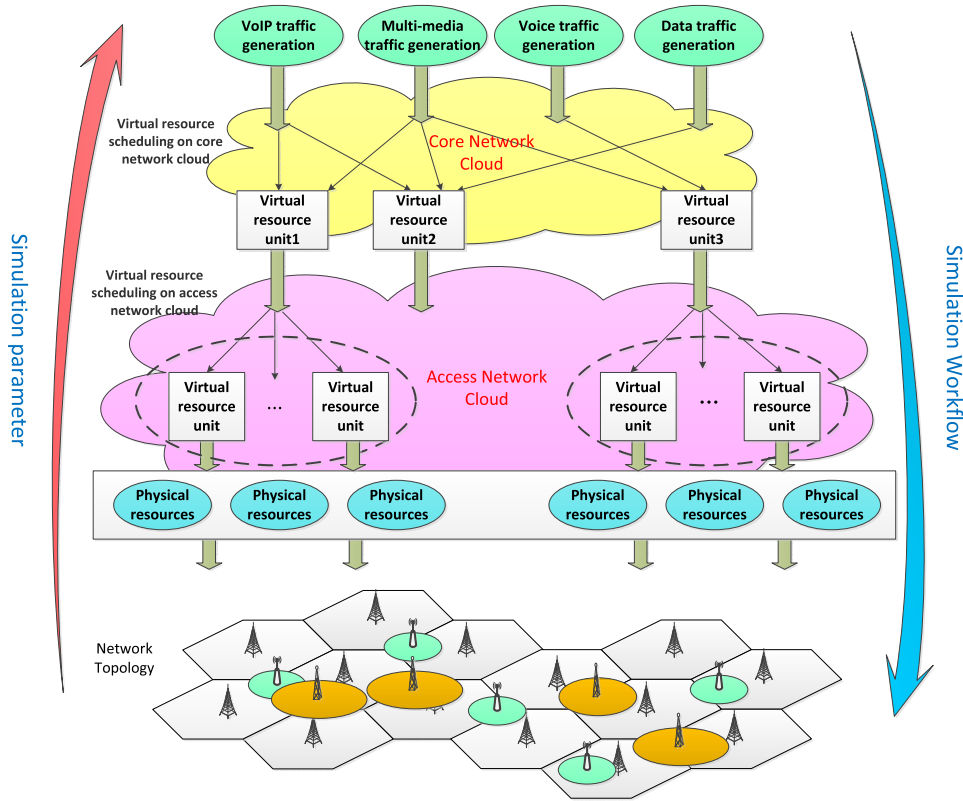 VoIP traffic
generation
Multi-media
traffic generation
Voice traffic
generation
Data traffic
generation
Virtual resource
scheduling on core
network cloud
Core Network
Cloud
Virtual
resource
unit1
Virtual
resource
unit2
Virtual
resource
unit3
Virtual resource
scheduling on access
network cloud
Simulation parameter
Simulation Workflow
Access Network
Cloud
Virtual
resource
unit
...
Virtual
resource
unit
Virtual
resource
unit
...
Virtual
resource
unit
Physical
resources
Physical
resources
Physical
resources
Physical
resources
Physical
resources
Physical
resources
Network
Topology